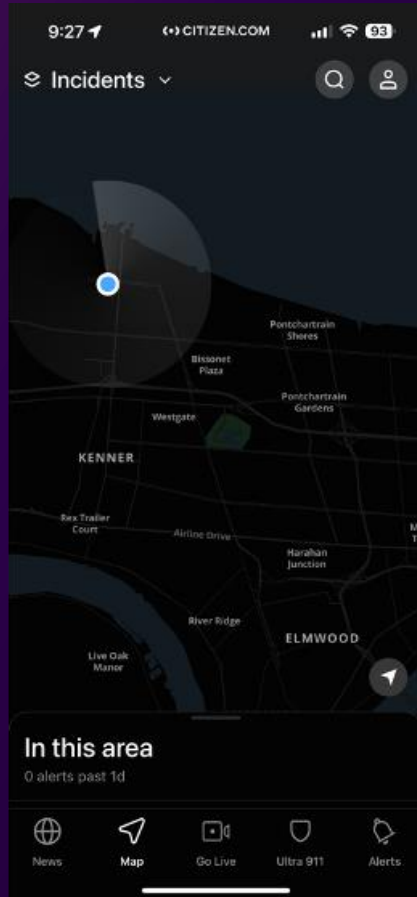 9:27
CITIZEN.COM
93
Incidents
Pontchartrain
Shores
Bissonet
Plaza
Pontchartrain
Gardens
Westgate
KENNER
Rex Trailer
Court
Airline Drive
Harahan
Junction
River Ridge
ELMWOOD
Live Oak
Manor
In this area
0 alerts past 1d
News
Map
Go Live
Ultra 911
Alerts